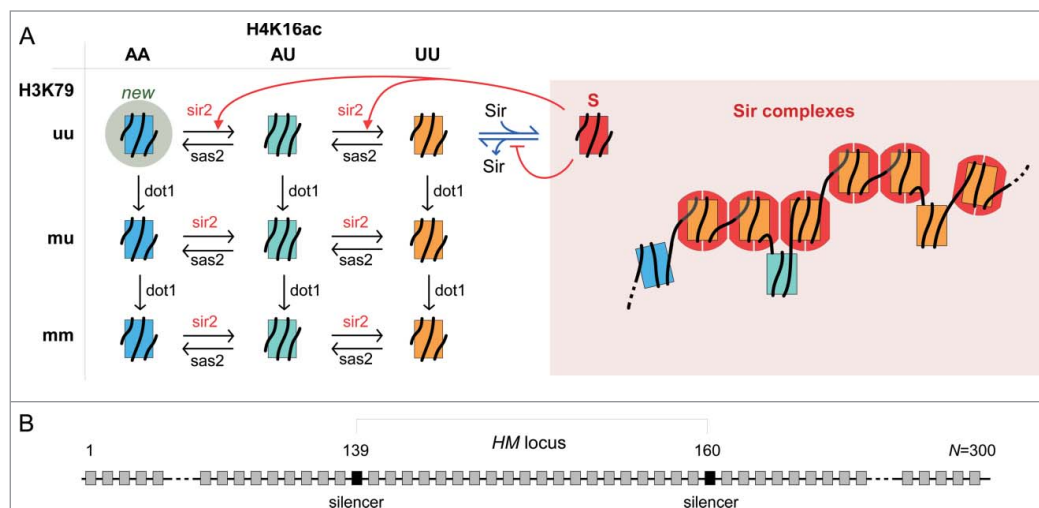 A
H4K16ac
AA AU UU
H3K79
new
S
Sir complexes
uu
sir2 sir2
sas2 sas2
Sir
Sir
dot1 dot1 dot1
mu
sir2 sir2
sas2 sas2
dot1 dot1 dot1
mm
sir2 sir2
sas2 sas2
B
HM locus
1 139 160 N=300
silencer silencer